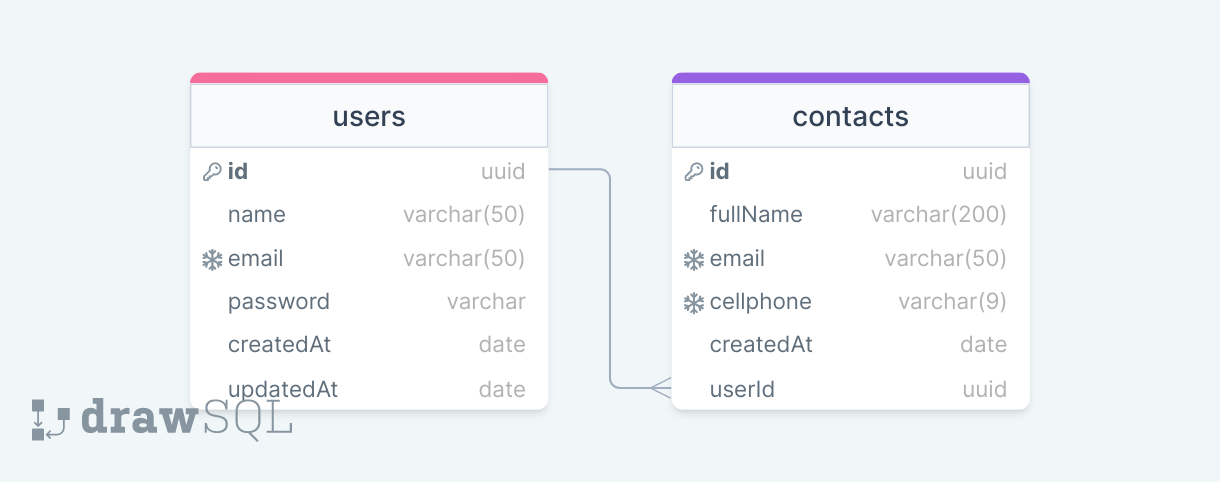 users
id uuid
name varchar(50)
email varchar(50)
password varchar
createdAt date
updatedAt date
contacts
id uuid
fullName varchar(200)
email varchar(50)
cellphone varchar(9)
createdAt date
userId uuid
drawSQL